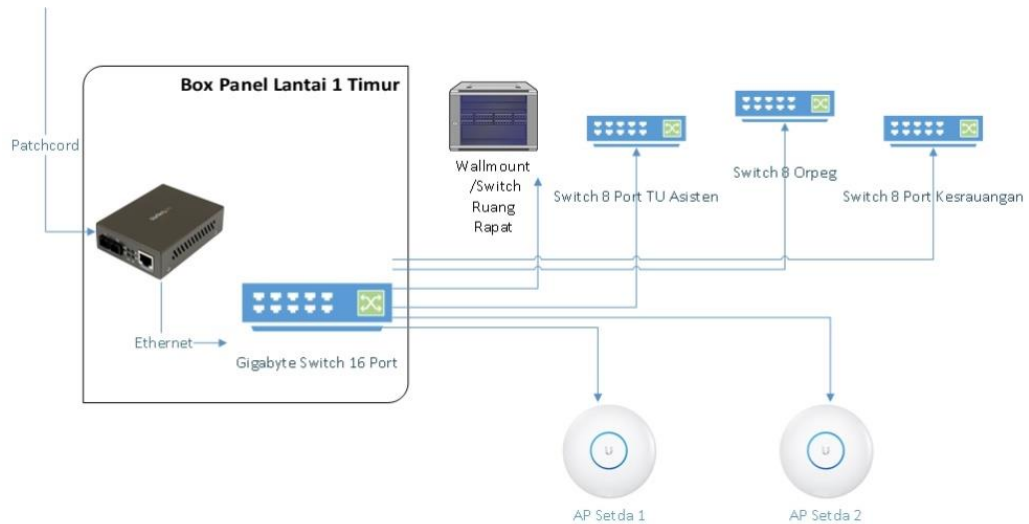 Box Panel Lantai 1 Timur
Patchcord
Ethernet
Gigabyte Switch 16 Port
Wallmount
/Switch
Ruang
Rapat
Switch 8 Port TU Asisten
Switch 8 Orpeg
Switch 8 Port Kesrauangan
AP Setda 1
AP Setda 2
U
U